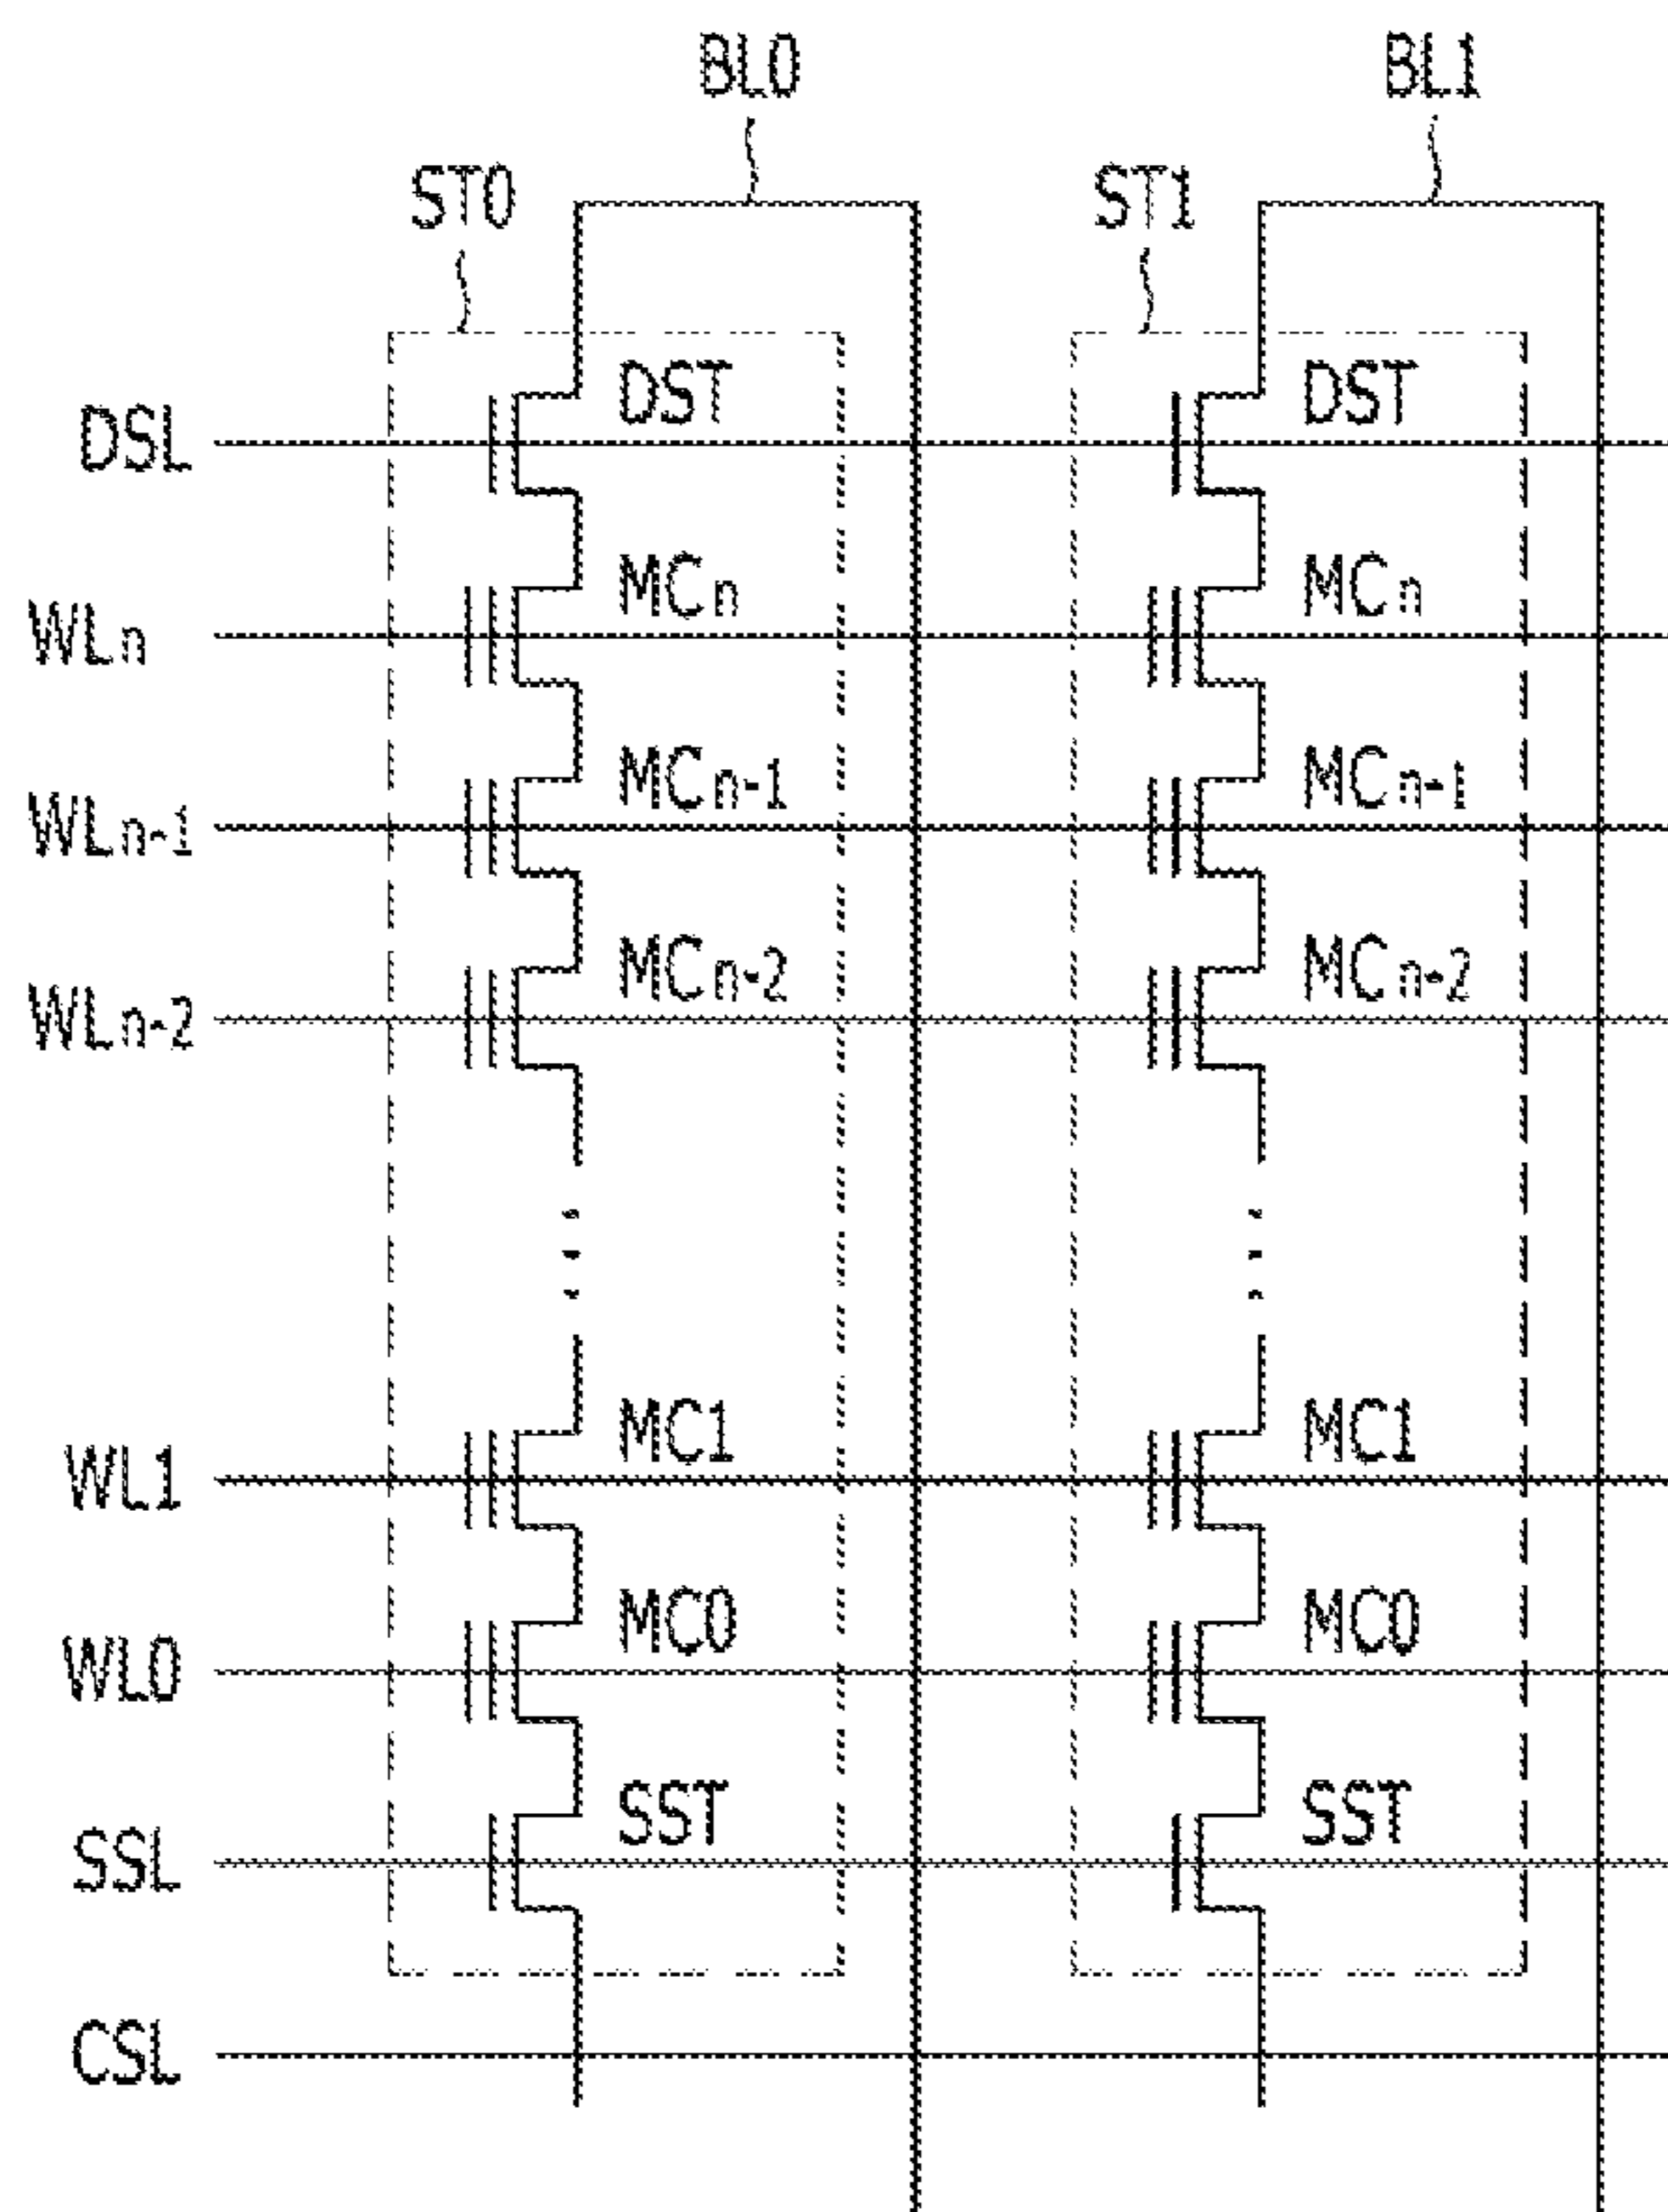 BL0 BL1
ST0 ST1
DST DST
DSL
MCn MCn
WLn
MCn-1 MCn-1
WLn-1
MCn-2 MCn-2
WLn-2
MC1 MC1
WL1
MC0 MC0
WL0
SST SST
SSL
CSL